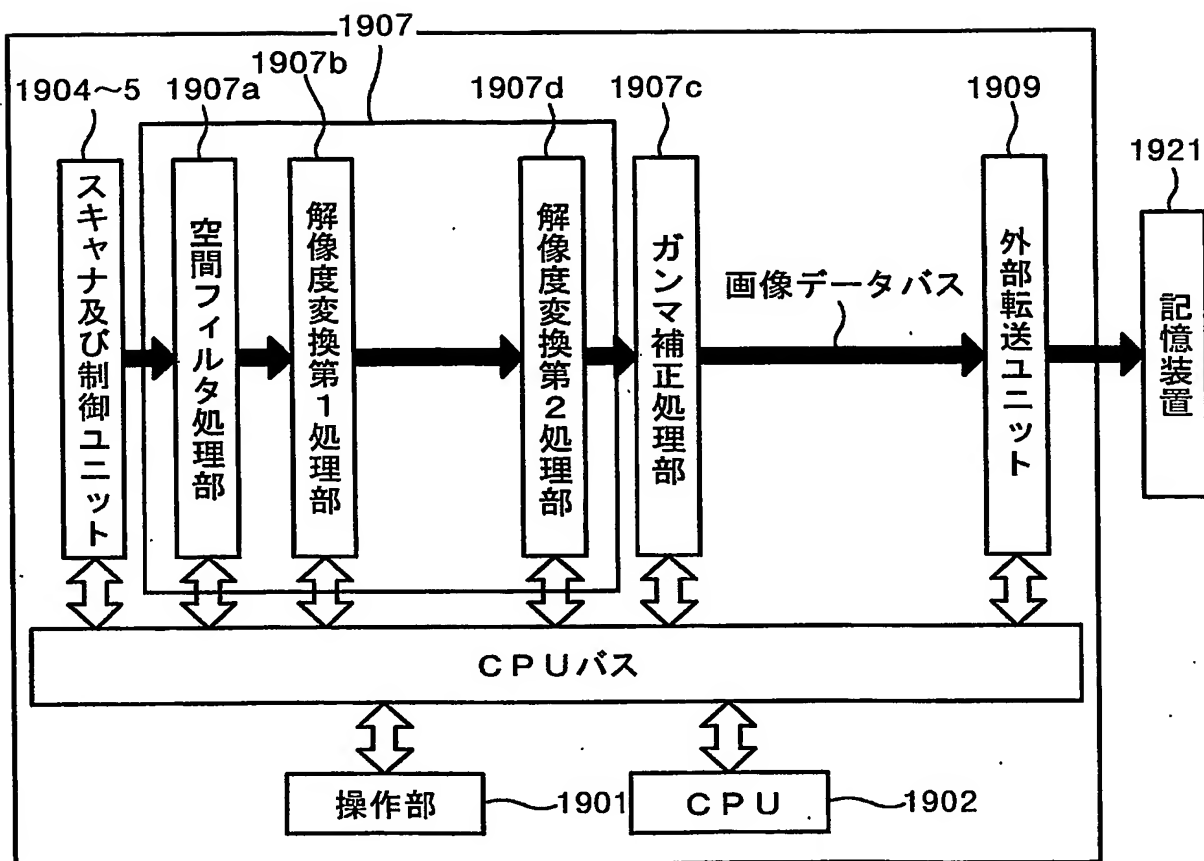 1907
1907b
1904～5
1907a
1907d
1907c
1909
1921
スキャナ及び制御ユニット
空間フィルタ処理部
解像度変換第1処理部
解像度変換第2処理部
ガンマ補正処理部
画像データバス
外部転送ユニット
記憶装置
CPUバス
操作部
1901
CPU
1902